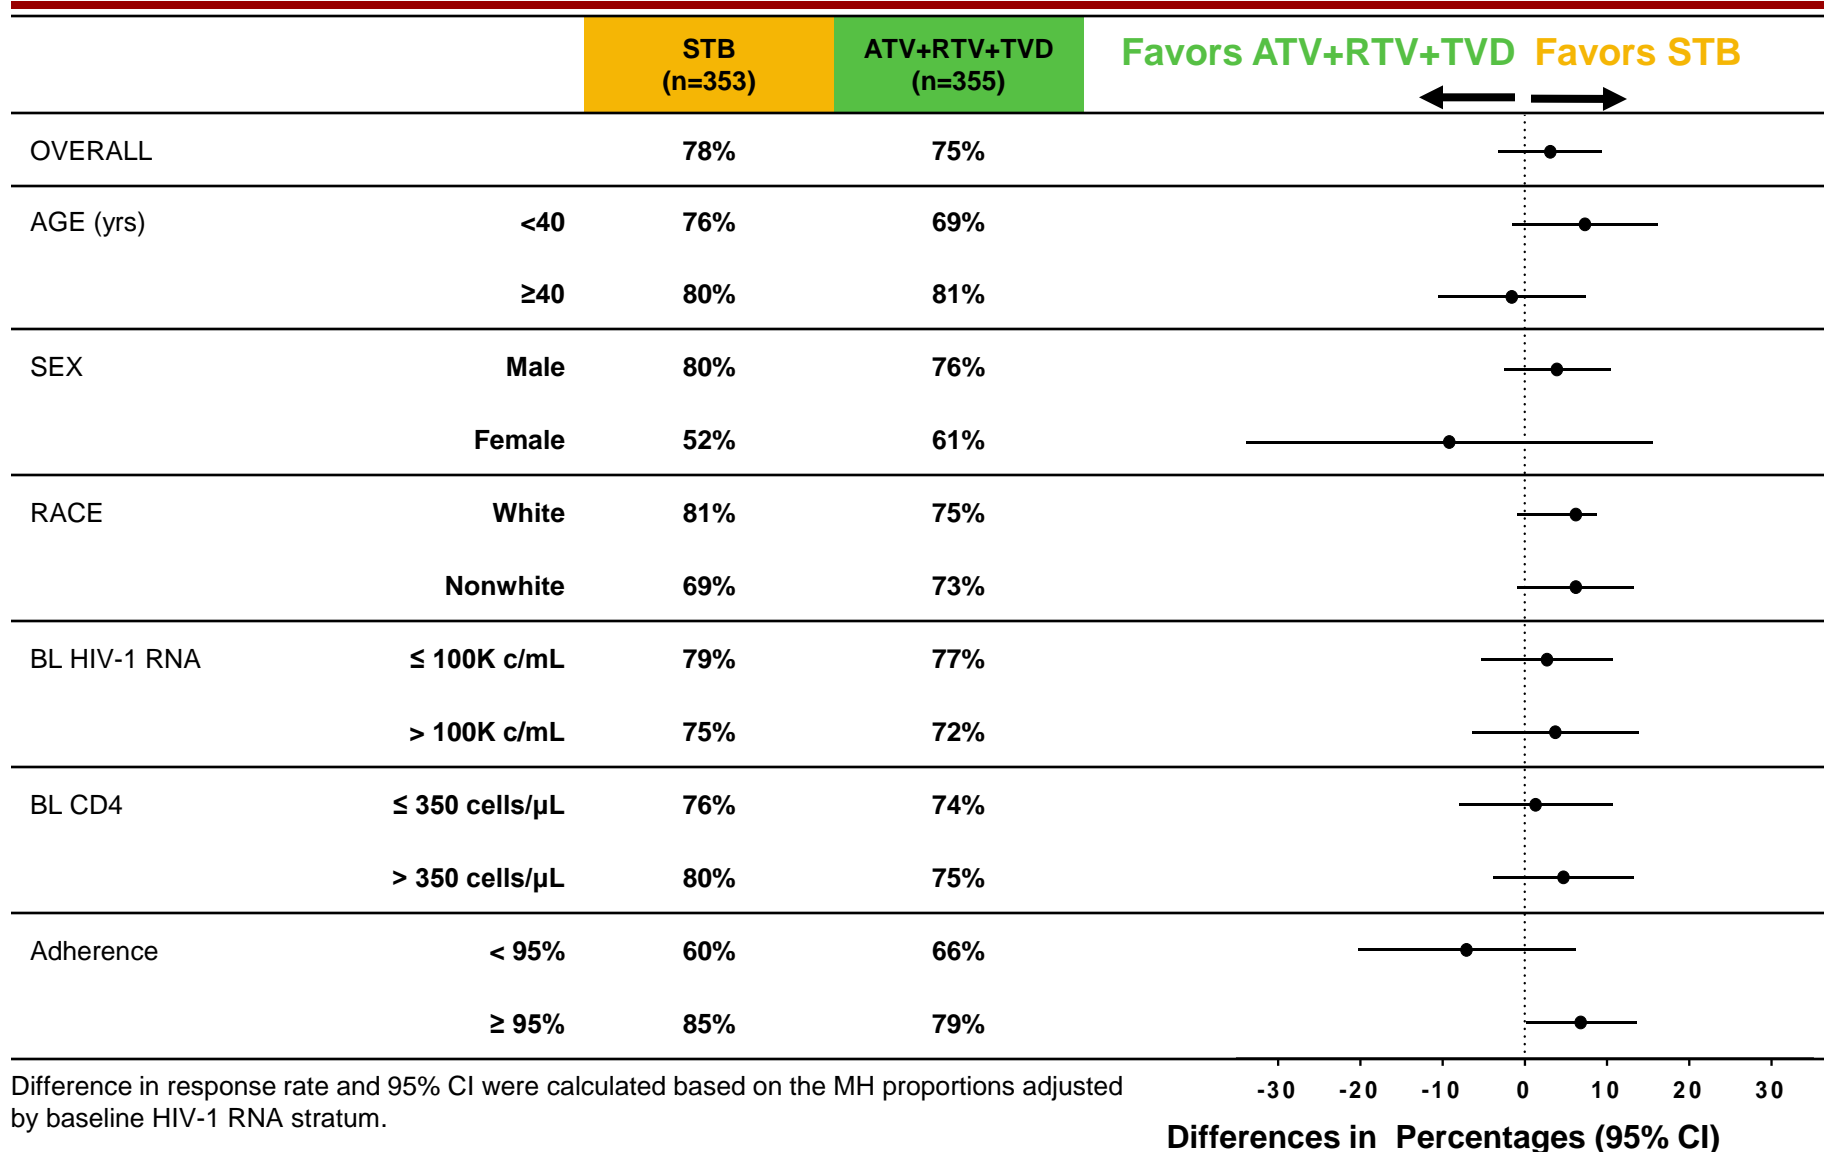 STB
(n=353)
ATV+RTV+TVD
(n=355)
Favors ATV+RTV+TVD Favors STB
OVERALL 78% 75%
AGE (yrs) <40 76% 69%
≥40 80% 81%
SEX Male 80% 76%
Female 52% 61%
RACE White 81% 75%
Nonwhite 69% 73%
BL HIV-1 RNA ≤ 100K c/mL 79% 77%
> 100K c/mL 75% 72%
BL CD4 ≤ 350 cells/µL 76% 74%
> 350 cells/µL 80% 75%
Adherence < 95% 60% 66%
≥ 95% 85% 79%
-30 -20 -10 0 10 20 30
Differences in Percentages (95% CI)
Difference in response rate and 95% CI were calculated based on the MH proportions adjusted
by baseline HIV-1 RNA stratum.